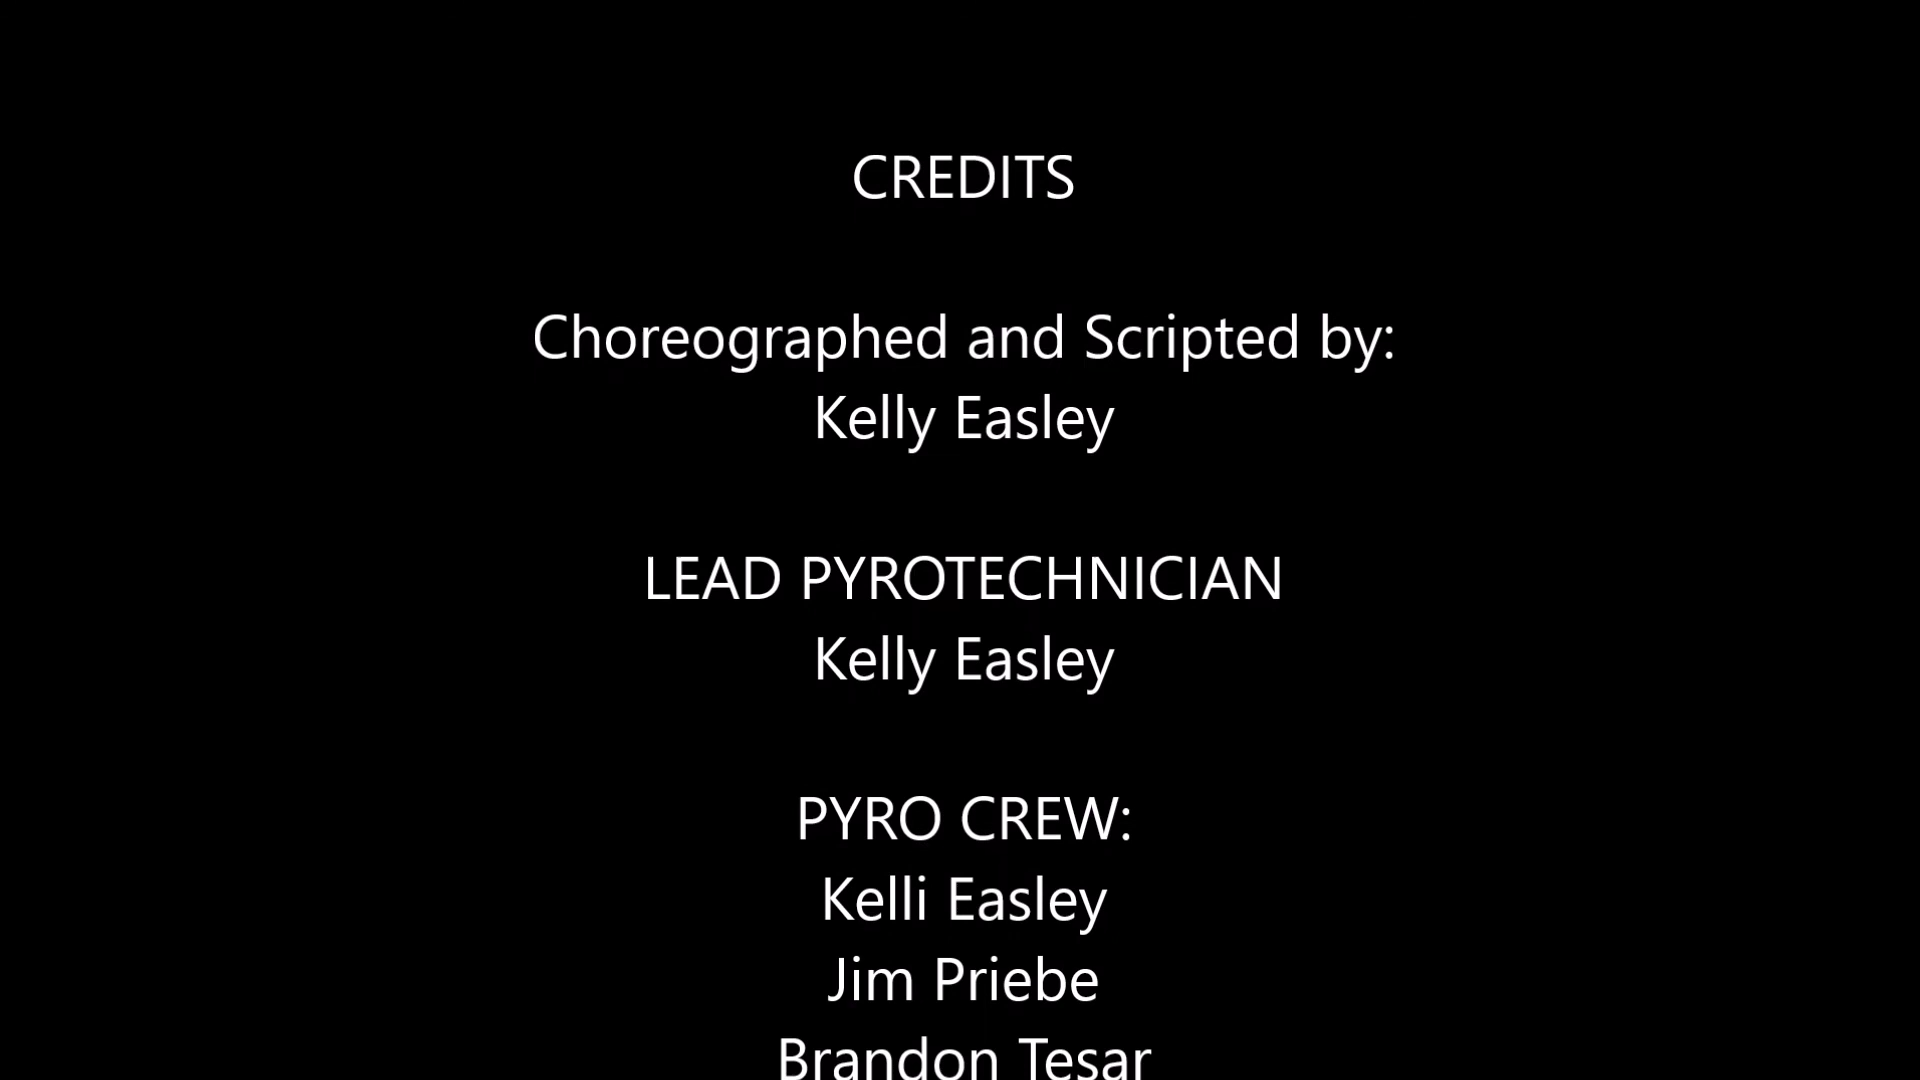 CREDITS
Choreographed and Scripted by:
Kelly Easley
LEAD PYROTECHNICIAN
Kelly Easley
PYRO CREW:
Kelli Easley
Jim Priebe
Brandon Tesar